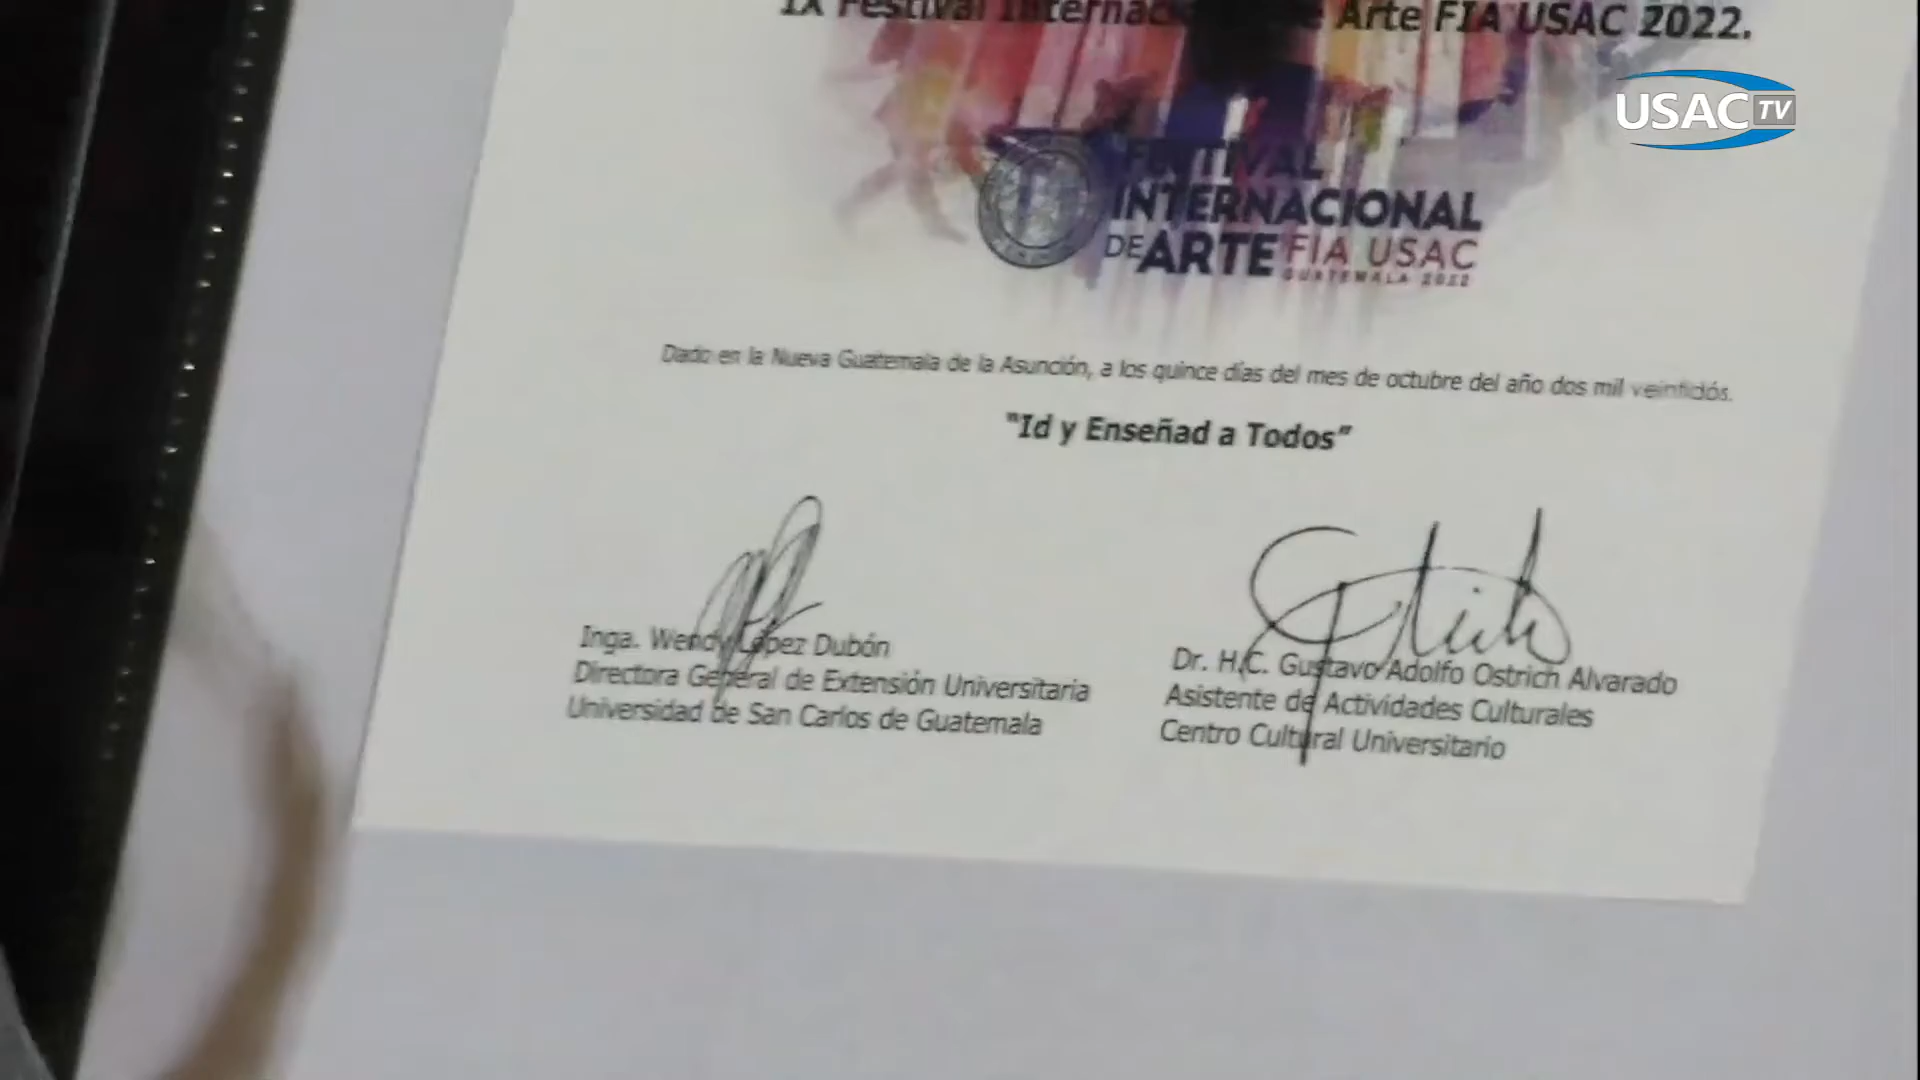 IX Festival Internacional de Arte FIA USAC 2022.
USAC TV
FESTIVAL
INTERNACIONAL
DE ARTE FIA USAC
GUATEMALA 2022
Dado en la Nueva Guatemala de la Asunción, a los quince días del mes de octubre del año dos mil veintidós.
"Id y Enseñad a Todos"
Inga. Wendy López Dubón
Directora General de Extensión Universitaria
Universidad de San Carlos de Guatemala
Dr. H.C. Gustavo Adolfo Ostrich Alvarado
Asistente de Actividades Culturales
Centro Cultural Universitario